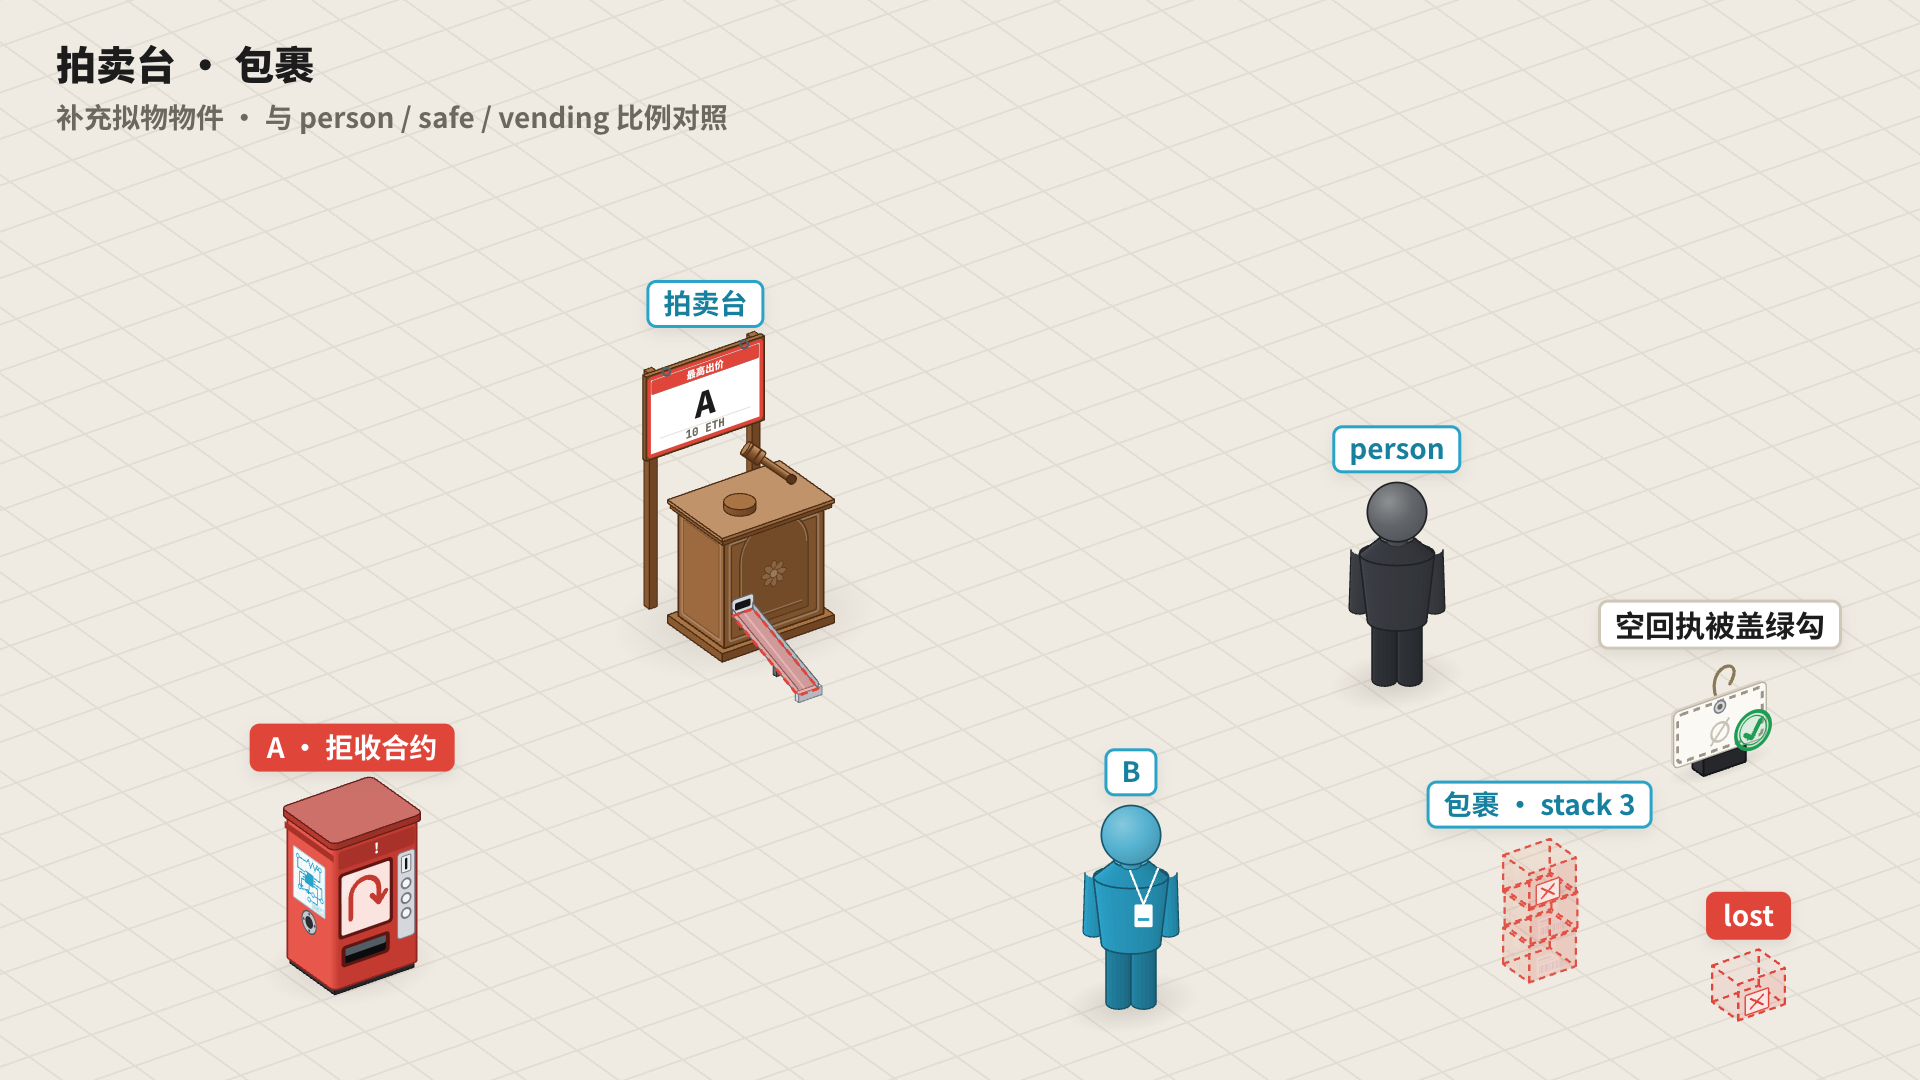 拍卖台 · 包裹
补充拟物物件 · 与 person / safe / vending 比例对照
拍卖台
最高出价
A
10 ETH
person
空回执被盖绿勾
A · 拒收合约
!
B
包裹 · stack 3
lost